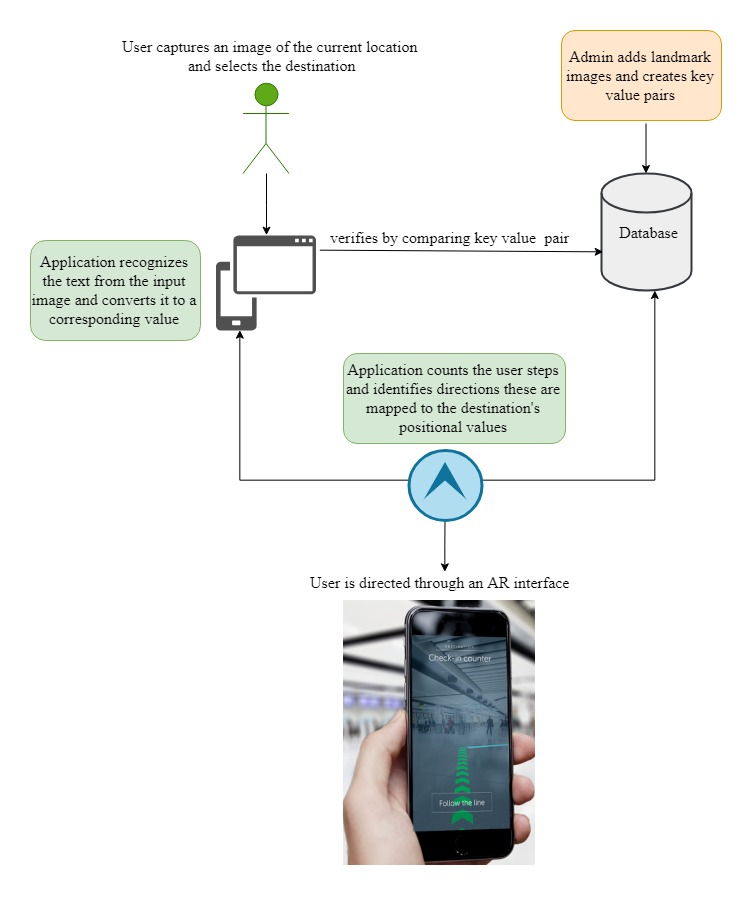 User captures an image of the current location
and selects the destination
Admin adds landmark
images and creates key
value pairs
verifies by comparing key value  pair
Database
Application recognizes
the text from the input
image and converts it to a
corresponding value
Application counts the user steps
and identifies directions these are
mapped to the destination's
positional values
User is directed through an AR interface
Check-in counter
Follow the line